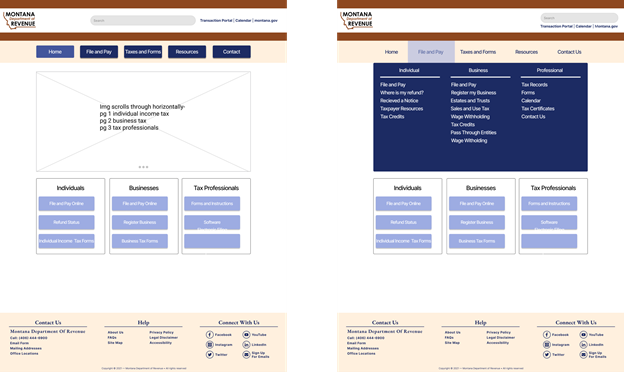 MONTANA
Department of
REVENUE
Search
Transaction Portal | Calendar | montana.gov
Home
File and Pay
Taxes and Forms
Resources
Contact
Img scrolls through horizontally-
pg 1 individual income tax
pg 2 business tax
pg 3 tax professionals
Individuals
File and Pay Online
Refund Status
Individual Income Tax Forms
Businesses
File and Pay Online
Register Business
Business Tax Forms
Tax Professionals
Forms and Instructions
Software
Contact Us
Montana Department Of Revenue
Call: (406) 444-6900
Email Form
Mailing Addresses
Office Locations
Help
About Us
FAQs
Site Map
Privacy Policy
Legal Disclaimer
Accessibility
Connect With Us
Facebook
Instagram
Twitter
YouTube
LinkedIn
Sign Up
For Emails
Copyright © 2021 – Montana Department of Revenue – All rights reserved
MONTANA
Department of
REVENUE
Search
Transaction Portal | Calendar | Montana.gov
Home
File and Pay
Taxes and Forms
Resources
Contact Us
Individual
File and Pay
Where is my refund?
Recieved a Notice
Taxpayer Resources
Tax Credits
Business
File and Pay
Register my Business
Estates and Trusts
Sales and Use Tax
Wage Withholding
Tax Credits
Pass Through Entities
Wage Withholding
Professional
Tax Records
Forms
Calendar
Tax Certificates
Contact Us
Individuals
File and Pay Online
Refund Status
Individual Income Tax Forms
Businesses
File and Pay Online
Register Business
Business Tax Forms
Tax Professionals
Forms and Instructions
Software
Contact Us
Montana Department Of Revenue
Call: (406) 444-6900
Email Form
Mailing Addresses
Office Locations
Help
About Us
FAQs
Site Map
Privacy Policy
Legal Disclaimer
Accessibility
Connect With Us
Facebook
Instagram
Twitter
YouTube
LinkedIn
Sign Up
For Emails
Copyright © 2021 – Montana Department of Revenue – All rights reserved